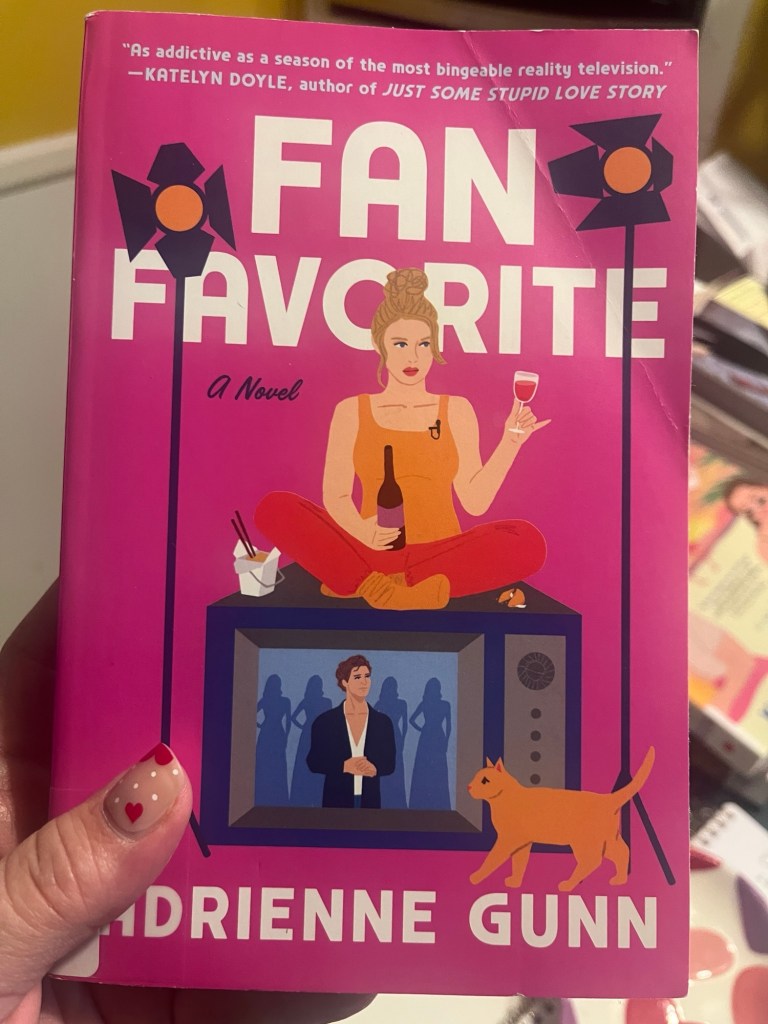 “As addictive as a season of the most bingeable reality television.”
—KATELYN DOYLE, author of JUST SOME STUPID LOVE STORY
FAN
FAVORITE
A Novel
ADRIENNE GUNN